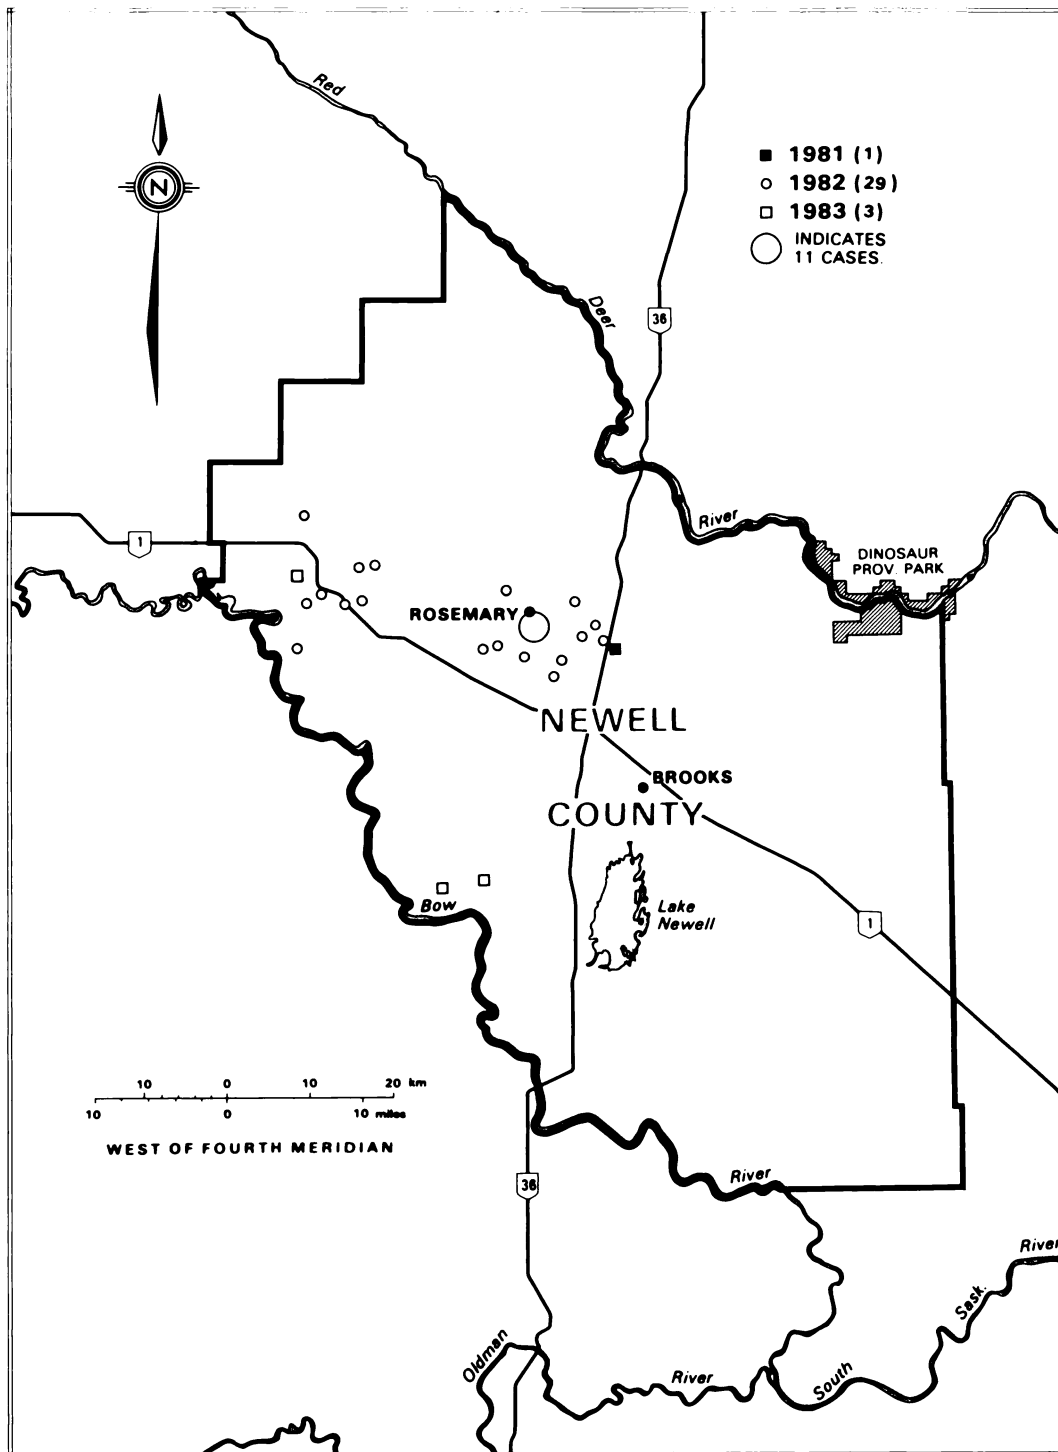 Red
N
1981 (1)
1982 (29)
1983 (3)
INDICATES
11 CASES.
Deer
36
River
1
DINOSAUR
PROV. PARK
ROSEMARY
NEWELL
BROOKS
COUNTY
Bow
Lake
Newell
1
10 0 10 20 km
10 0 10 miles
WEST OF FOURTH MERIDIAN
River
36
River
Sask.
Oldman
River
South